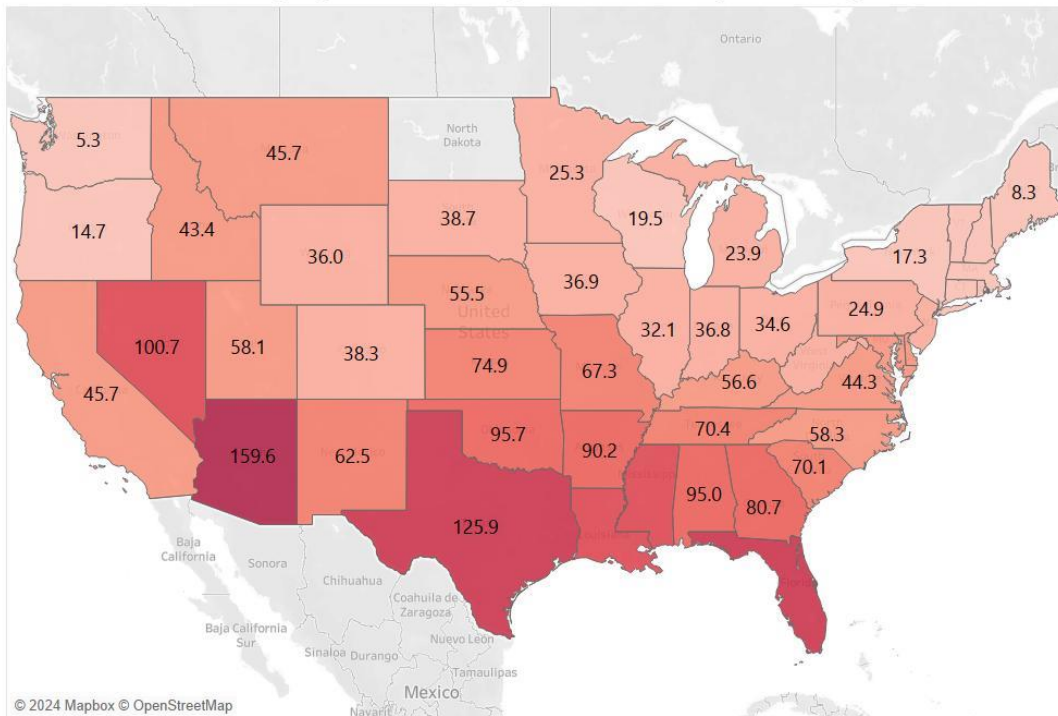 Ontario
North
Dakota
5.3
45.7
25.3
8.3
14.7
43.4
38.7
19.5
17.3
36.0
23.9
36.9
24.9
55.5
United
States
100.7
58.1
38.3
32.1
36.8
34.6
45.7
74.9
67.3
56.6
44.3
159.6
62.5
95.7
90.2
70.4
58.3
70.1
125.9
95.0
80.7
Louisiana
Florida
Baja
California
Sonora
Chihuahua
Coahuila de
Zaragoza
Baja California
Sur
Nuevo León
Sinaloa
Durango
Tamaulipas
Mexico
Nayarit
© 2024 Mapbox © OpenStreetMap